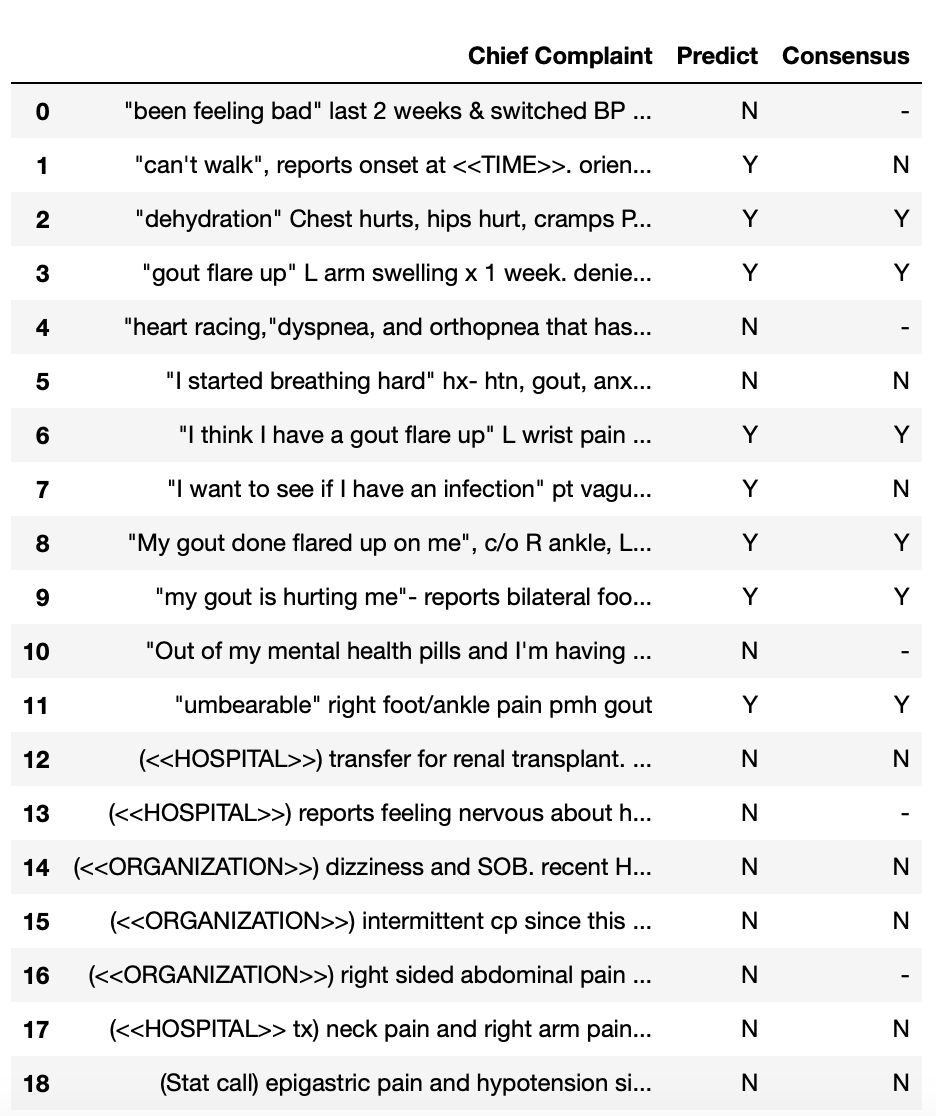 Chief Complaint Predict Consensus
0 "been feeling bad" last 2 weeks & switched BP ... N -
1 "can't walk", reports onset at <<TIME>>. orien... Y N
2 "dehydration" Chest hurts, hips hurt, cramps P... Y Y
3 "gout flare up" L arm swelling x 1 week. denie... Y Y
4 "heart racing,"dyspnea, and orthopnea that has... N -
5 "I started breathing hard" hx- htn, gout, anx... N N
6 "I think I have a gout flare up" L wrist pain ... Y Y
7 "I want to see if I have an infection" pt vagu... Y N
8 "My gout done flared up on me", c/o R ankle, L... Y Y
9 "my gout is hurting me"- reports bilateral foo... Y Y
10 "Out of my mental health pills and I'm having ... N -
11 "umbearable" right foot/ankle pain pmh gout Y Y
12 (<<HOSPITAL>>) transfer for renal transplant. ... N N
13 (<<HOSPITAL>>) reports feeling nervous about h... N -
14 (<<ORGANIZATION>>) dizziness and SOB. recent H... N N
15 (<<ORGANIZATION>>) intermittent cp since this ... N N
16 (<<ORGANIZATION>>) right sided abdominal pain ... N -
17 (<<HOSPITAL>> tx) neck pain and right arm pain... N N
18 (Stat call) epigastric pain and hypotension si... N N